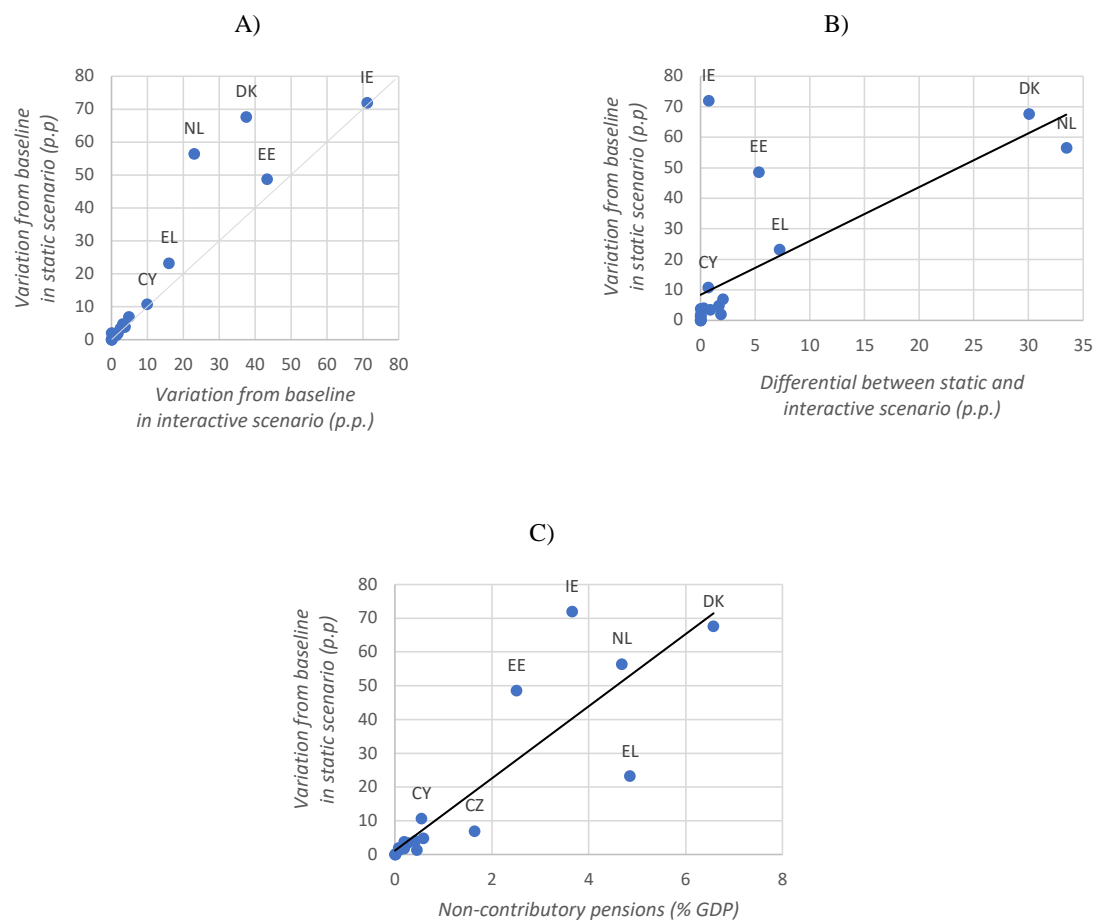 A)
Variation from baseline
in static scenario (p.p)
80
70
60
50
40
30
20
10
0
IE
DK
NL
EE
EL
CY
0 10 20 30 40 50 60 70 80
Variation from baseline
in interactive scenario (p.p.)
B)
Variation from baseline
in static scenario (p.p)
80
70
60
50
40
30
20
10
0
IE
DK
NL
EE
EL
CY
0 5 10 15 20 25 30 35
Differential between static and
interactive scenario (p.p.)
C)
Variation from baseline
in static scenario (p.p)
80
70
60
50
40
30
20
10
0
IE
DK
NL
EE
EL
CY
CZ
0 2 4 6 8
Non-contributory pensions (% GDP)